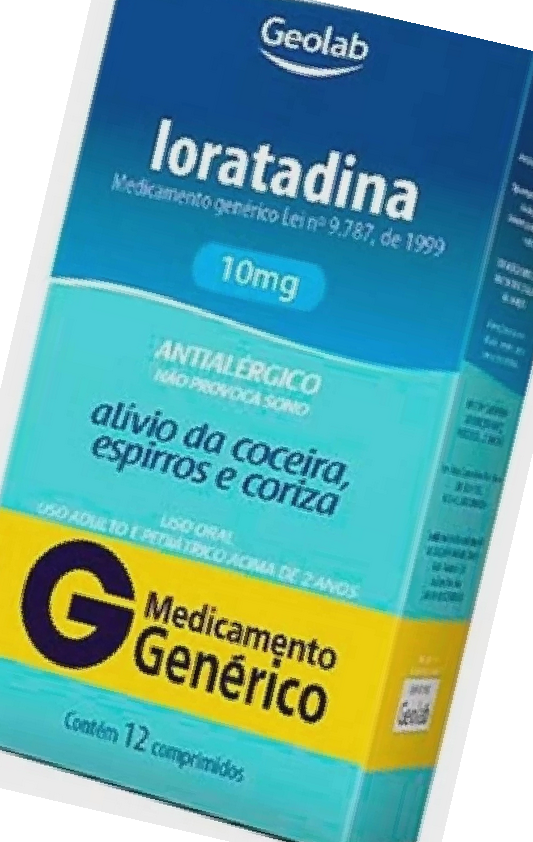 Geolab
loratadina
Medicamento genérico Lei nº 9.787, de 1999
10mg
ANTIALÉRGICO
NÃO PROVOCA SONO
alívio da coceira,
espirros e coriza
USO ORAL
USO ADULTO E PEDIÁTRICO ACIMA DE 2 ANOS
G Medicamento
Genérico
Contém 12 comprimidos
Geolab